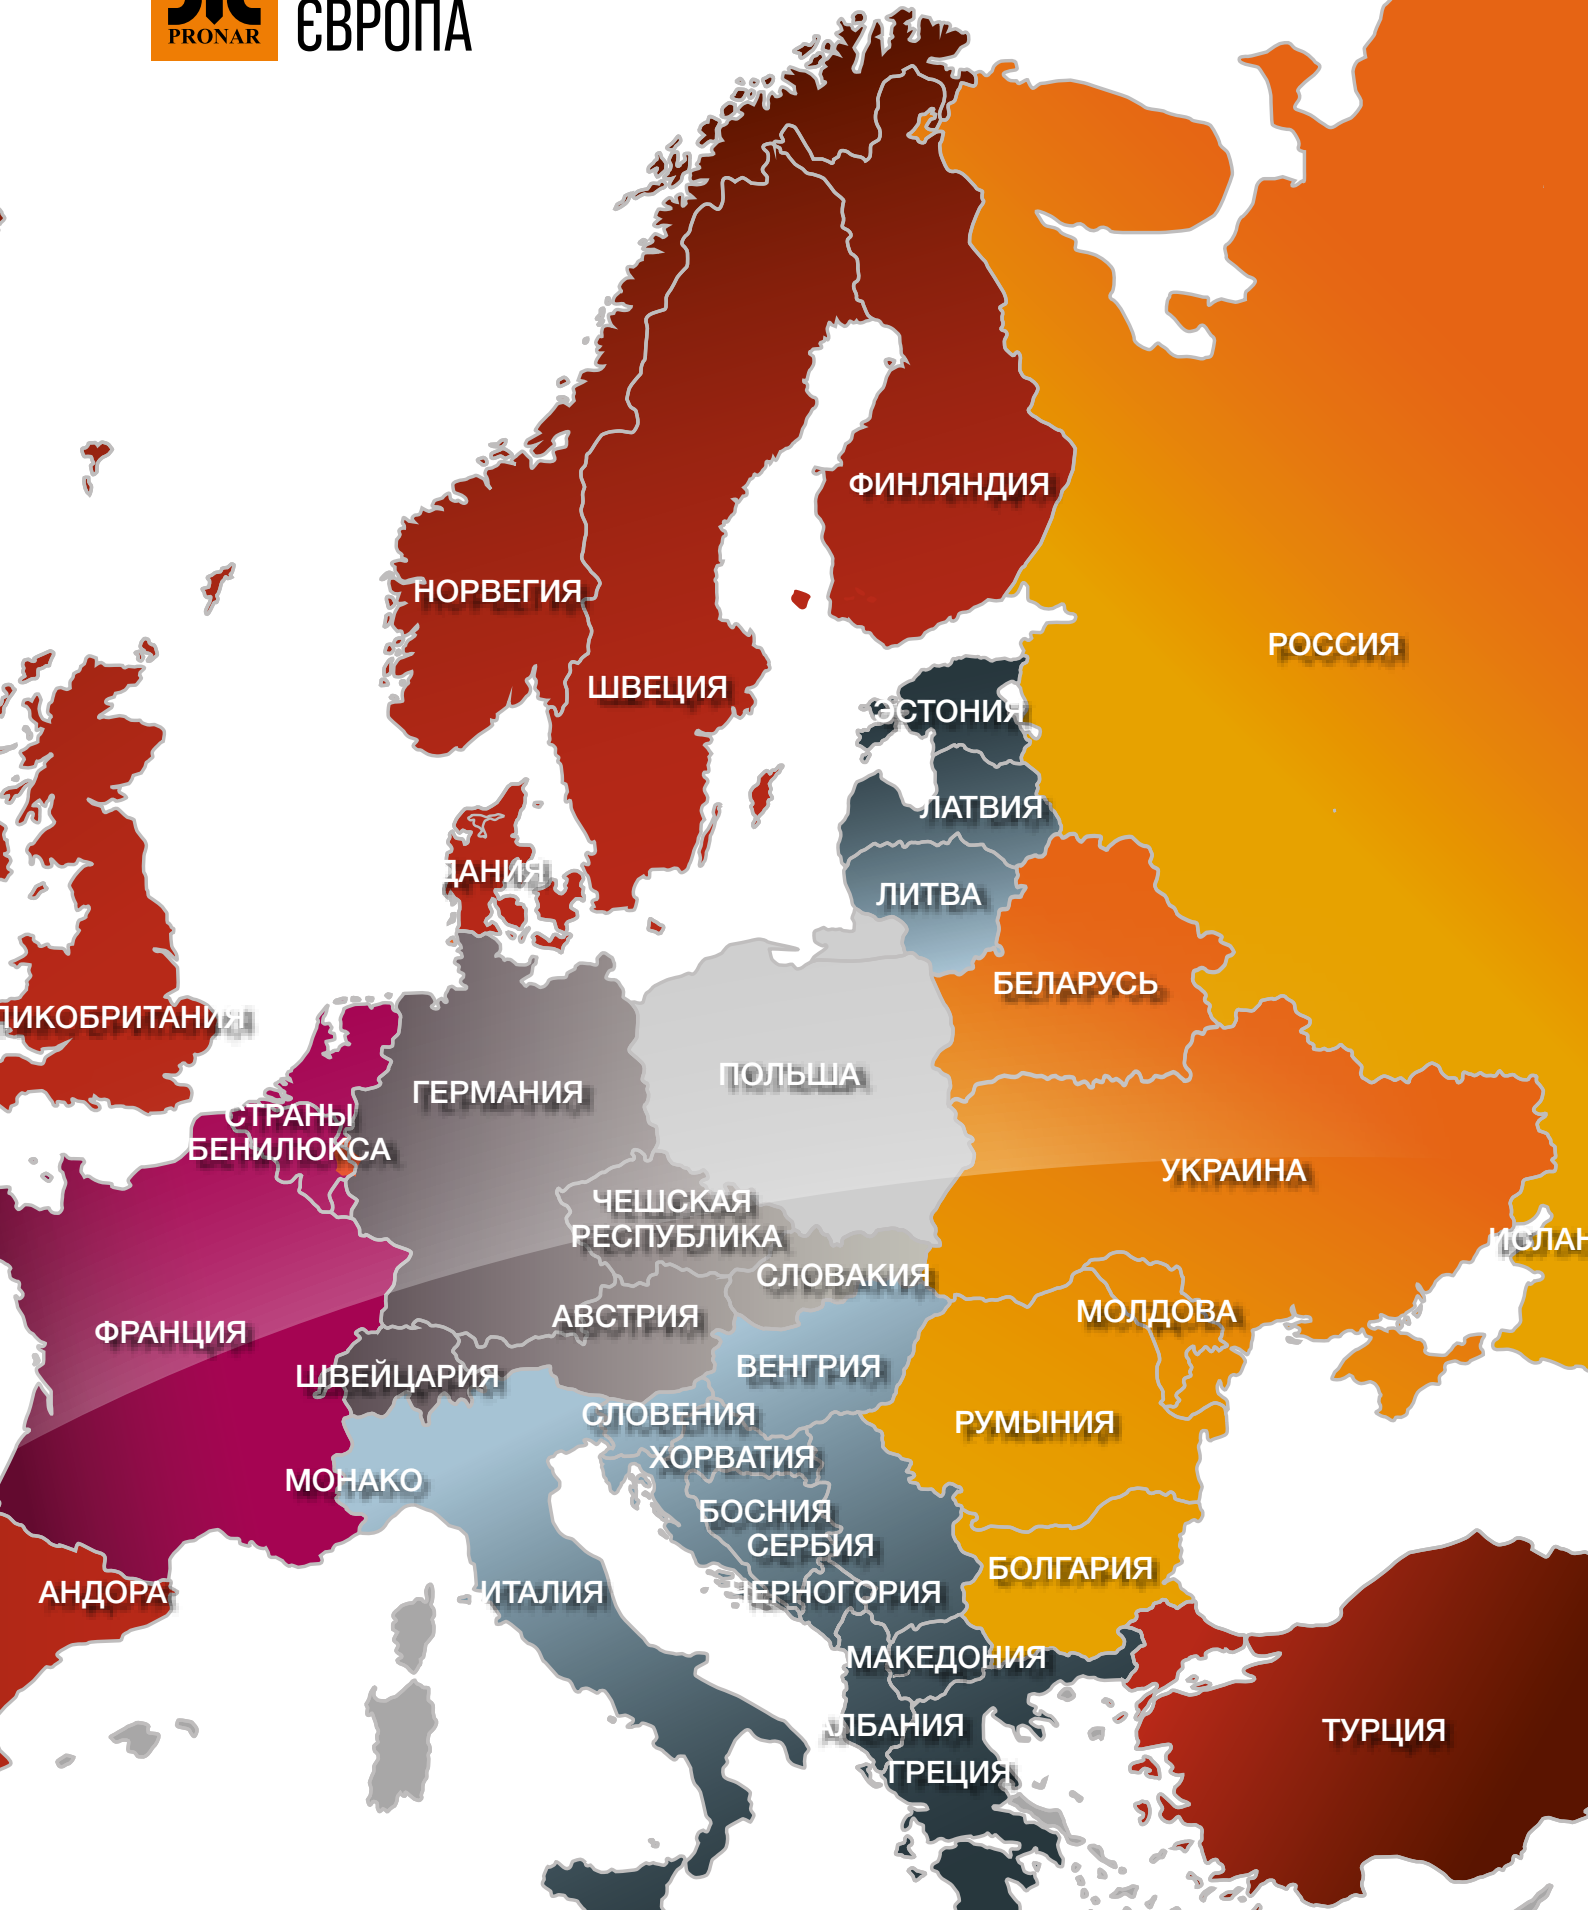 PRONAR
ЄВРОПА
ФИНЛЯНДИЯ
НОРВЕГИЯ
РОССИЯ
ШВЕЦИЯ
ЭСТОНИЯ
ЛАТВИЯ
ДАНИЯ
ЛИТВА
БЕЛАРУСЬ
ЛИКОБРИТАНИЯ
ПОЛЬША
ГЕРМАНИЯ
СТРАНЫ
БЕНИЛЮКСА
УКРАИНА
ЧЕШСКАЯ
РЕСПУБЛИКА
ИСЛАН
СЛОВАКИЯ
МОЛДОВА
АВСТРИЯ
ФРАНЦИЯ
ВЕНГРИЯ
ШВЕЙЦАРИЯ
СЛОВЕНИЯ
РУМЫНИЯ
ХОРВАТИЯ
МОНАКО
БОСНИЯ
СЕРБИЯ
БОЛГАРИЯ
АНДОРА
ИТАЛИЯ
ЧЕРНОГОРИЯ
МАКЕДОНИЯ
АЛБАНИЯ
ТУРЦИЯ
ГРЕЦИЯ